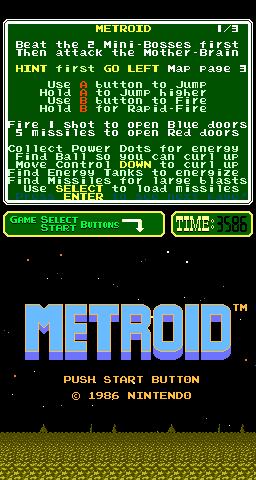 METROID 1/3
Beat the 2 Mini-Bosses first
Then attack the Mother-Brain
HINT first GO LEFT Map page 3
Use A button to Jump
Hold A to Jump higher
Use B button to Fire
Hold B for Rapid-Fire
Fire 1 shot to open Blue doors
5 missiles to open Red doors
Collect Power Dots for energy
Find Ball so you can curl up
Move Control DOWN to curl up
Find Energy Tanks to energize
Find Missiles for large blasts
Use SELECT to load missiles
GAME SELECT
START BUTTONS
TIME: 3586
METROID™
PUSH START BUTTON
© 1986 NINTENDO